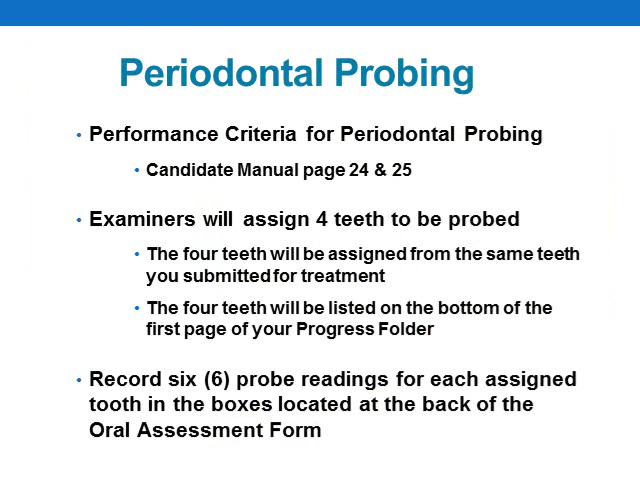 Periodontal Probing
• Performance Criteria for Periodontal Probing
• Candidate Manual page 24 & 25
• Examiners will assign 4 teeth to be probed
• The four teeth will be assigned from the same teeth
you submitted for treatment
• The four teeth will be listed on the bottom of the
first page of your Progress Folder
• Record six (6) probe readings for each assigned
tooth in the boxes located at the back of the
Oral Assessment Form